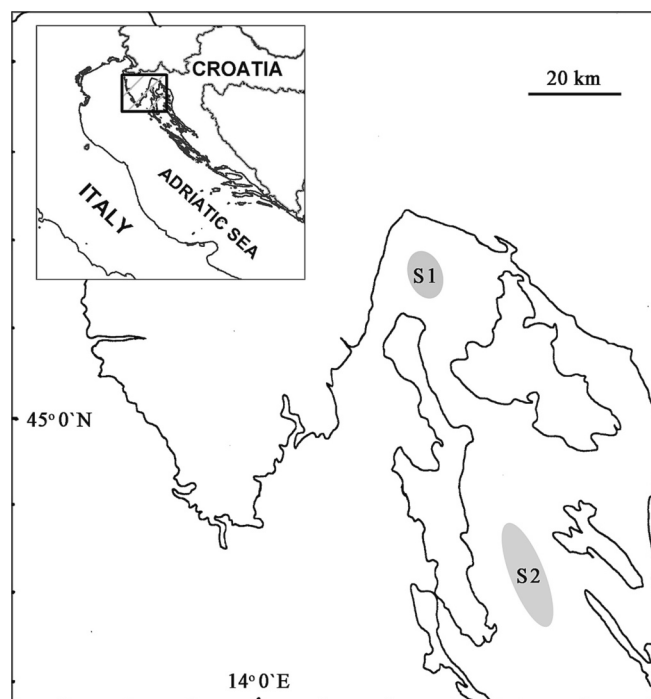 CROATIA
ITALY
ADRIATIC SEA
20 km
S1
45°0`N
S2
14°0`E